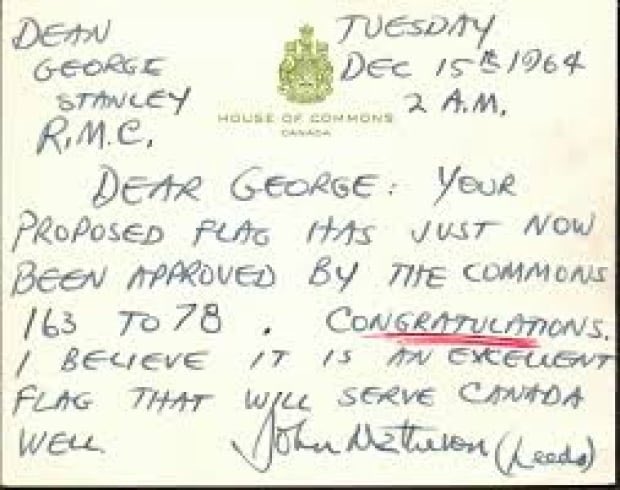 DEAN
GEORGE
STANLEY
R.M.C.
TUESDAY
DEC 15th 1964
2 A.M.
HOUSE OF COMMONS
CANADA
DEAR GEORGE: YOUR
PROPOSED FLAG HAS JUST NOW
BEEN APPROVED BY THE COMMONS
163 TO 78. CONGRATULATIONS.
I BELIEVE IT IS AN EXCELLENT
FLAG THAT WILL SERVE CANADA
WELL. John Matheson (Leeds)